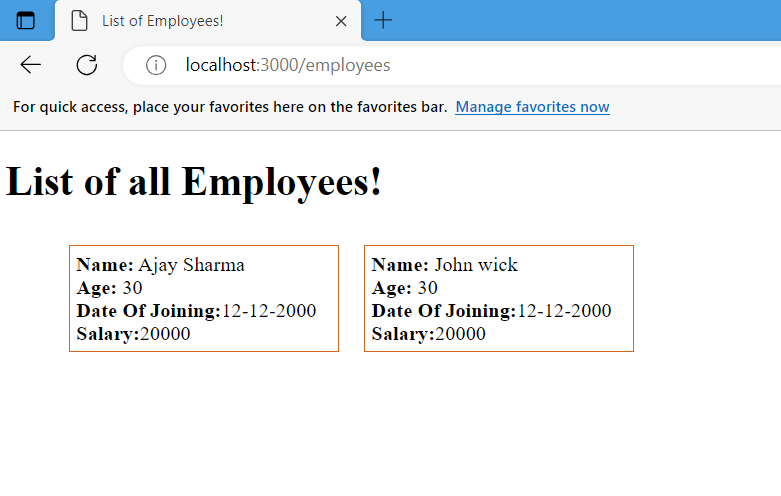 List of Employees!
localhost:3000/employees
For quick access, place your favorites here on the favorites bar. Manage favorites now
List of all Employees!
Name: Ajay Sharma
Age: 30
Date Of Joining:12-12-2000
Salary:20000
Name: John wick
Age: 30
Date Of Joining:12-12-2000
Salary:20000